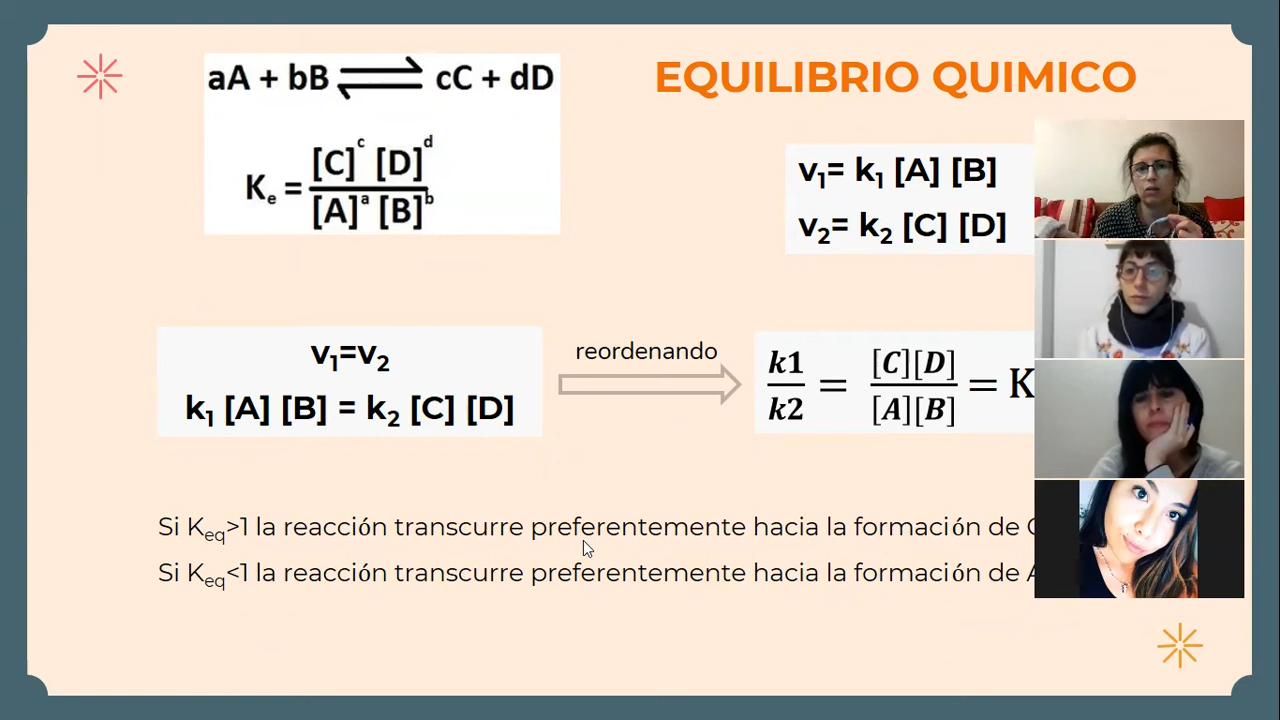 aA + bB ⇌ cC + dD
EQUILIBRIO QUIMICO
Kₑ = [C]ᶜ [D]ᵈ / [A]ᵃ [B]ᵇ
v₁= k₁ [A] [B]
v₂= k₂ [C] [D]
v₁=v₂
k₁ [A] [B] = k₂ [C] [D]
reordenando
k1/k2 = [C][D]/[A][B] = K
Si Keq>1 la reacción transcurre preferentemente hacia la formación de
Si Keq<1 la reacción transcurre preferentemente hacia la formación de